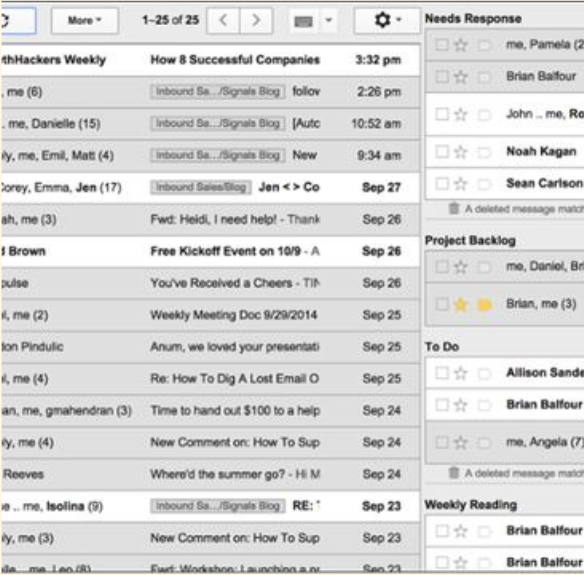 More
1–25 of 25
thHackers Weekly How 8 Successful Companies 3:32 pm
, me (6) Inbound Sa.../Signals Blog follov 2:26 pm
.. me, Danielle (15) Inbound Sa.../Signals Blog [Autc 10:52 am
ly, me, Emil, Matt (4) Inbound Sa.../Signals Blog New 9:34 am
Corey, Emma, Jen (17) Inbound Sales/Blog Jen < > Co Sep 27
ah, me (3) Fwd: Heidi, I need help! - Thank Sep 26
d Brown Free Kickoff Event on 10/9 - A Sep 26
pulse You've Received a Cheers - TIN Sep 26
il, me (2) Weekly Meeting Doc 9/29/2014 Sep 25
don Pindulic Anum, we loved your presentati Sep 25
il, me (4) Re: How To Dig A Lost Email O Sep 25
an, me, gmahendran (3) Time to hand out $100 to a help Sep 24
ly, me (4) New Comment on: How To Sup Sep 24
Reeves Where'd the summer go? - Hi M Sep 24
e .. me, Isolina (9) Inbound Sa.../Signals Blog RE: Sep 23
ly, me (3) New Comment on: How To Sup Sep 23
me, Leo (8) Fwd: Workshop: Launching a pr Sep 23
Needs Response
me, Pamela (2
Brian Balfour
John .. me, Ro
Noah Kagan
Sean Carlson
A deleted message match
Project Backlog
me, Daniel, Bri
Brian, me (3)
To Do
Allison Sande
Brian Balfour
me, Angela (7)
A deleted message match
Weekly Reading
Brian Balfour
Brian Balfour